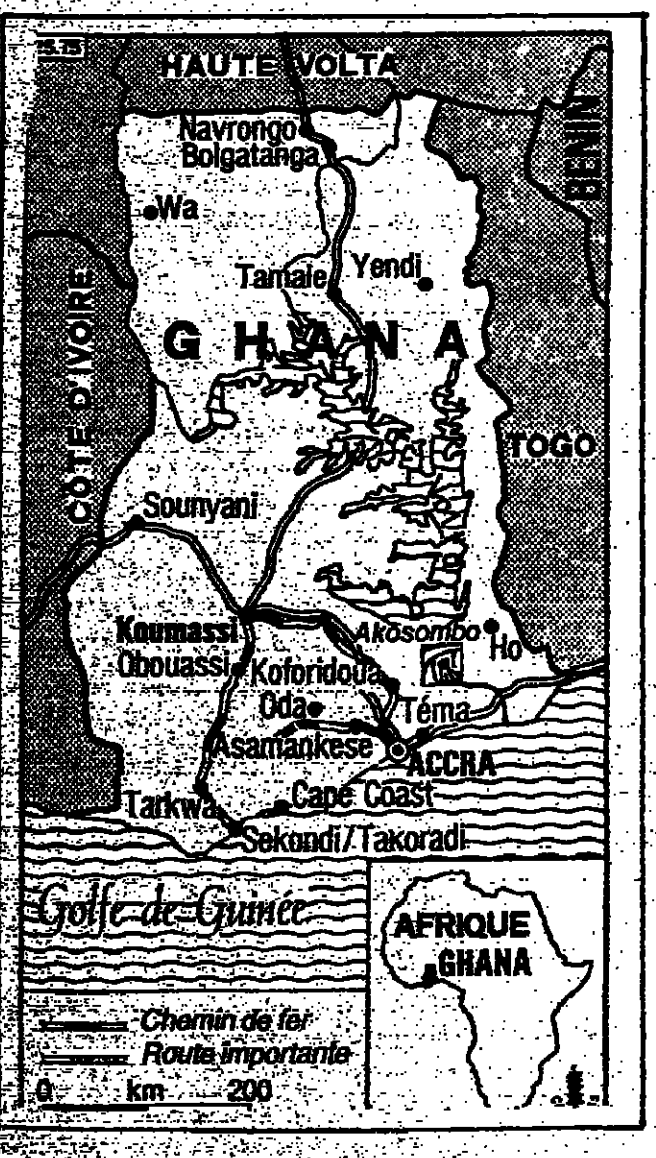 HAUTE VOLTA
BENIN
Navrongo
Bolgatanga
Wa
Tamale
Yendi
GHANA
CÔTE D'IVOIRE
TOGO
Sounyani
Koumassi
Akosombo
Ho
Obouassi
Koforidoua
Oda
Téma
Asamankese
ACCRA
Tarkwa
Cape Coast
Sekondi/Takoradi
Golfe de Guinée
AFRIQUE
GHANA
Chemin de fer
Route importante
0 km 200